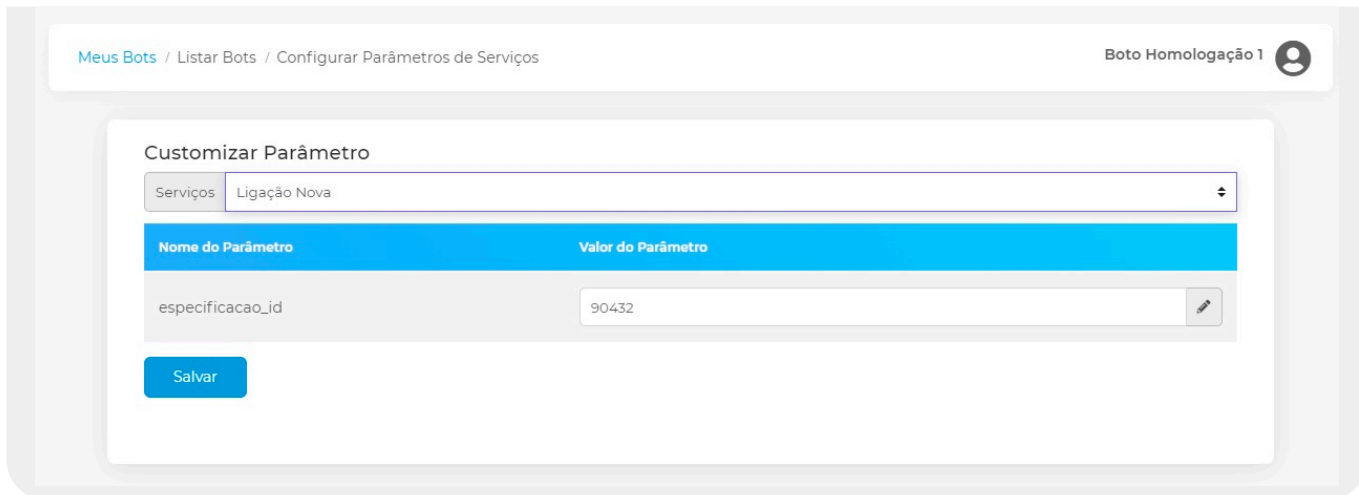 Meus Bots / Listar Bots / Configurar Parâmetros de Serviços
Boto Homologação 1
Customizar Parâmetro
Serviços Ligação Nova
Nome do Parâmetro Valor do Parâmetro
especificacao_id 90432
Salvar